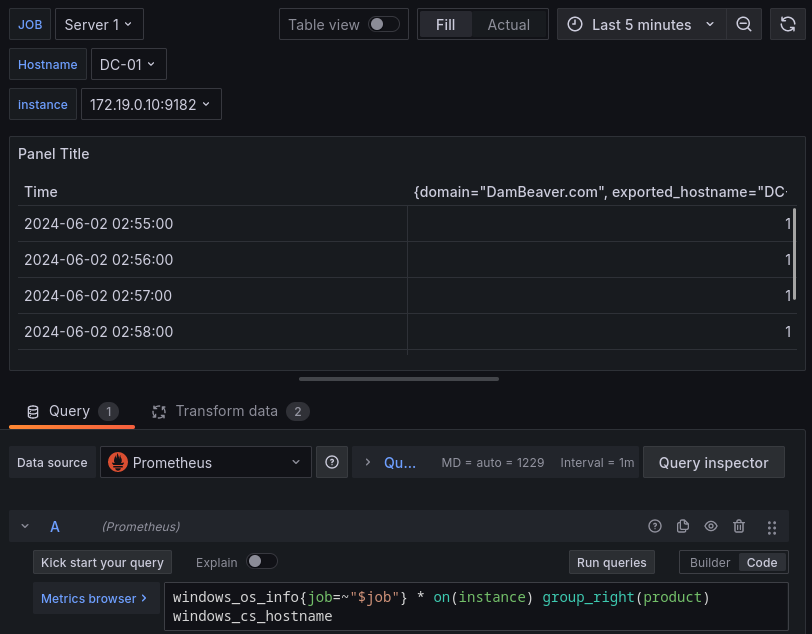 JOB Server 1 Table view Fill Actual Last 5 minutes
Hostname DC-01
instance 172.19.0.10:9182
Panel Title
Time {domain="DamBeaver.com", exported_hostname="DC-
2024-06-02 02:55:00 1
2024-06-02 02:56:00 1
2024-06-02 02:57:00 1
2024-06-02 02:58:00 1
Query 1 Transform data 2
Data source Prometheus Qu... MD = auto = 1229 Interval = 1m Query inspector
A (Prometheus)
Kick start your query Explain Run queries Builder Code
Metrics browser > windows_os_info{job=~"$job"} * on(instance) group_right(product)
windows_cs_hostname